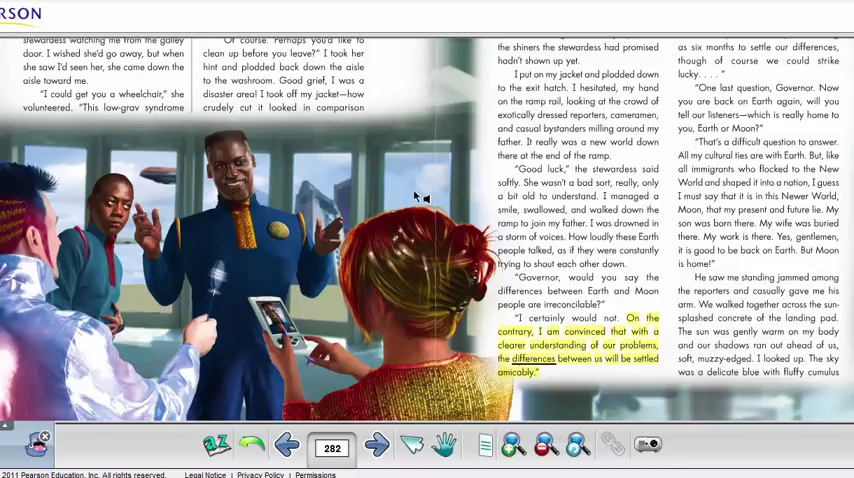 RSON
stewardess watching me from the galley
door. I wished she'd go away, but when
she saw I'd seen her, she came down the
aisle toward me.
"I could get you a wheelchair," she
volunteered. "This low-grav syndrome
"Of course. Perhaps you'd like to
clean up before you leave?" I took her
hint and plodded back down the aisle
to the washroom. Good grief, I was a
disaster area! I took off my jacket—how
crudely cut it looked in comparison
the shiners the stewardess had promised
hadn't shown up yet.
I put on my jacket and plodded down
to the exit hatch. I hesitated, my hand
on the ramp rail, looking at the crowd of
exotically dressed reporters, cameramen,
and casual bystanders milling around my
father. It really was a new world down
there at the end of the ramp.
"Good luck," the stewardess said
softly. She wasn't a bad sort, really, only
a bit old to understand. I managed a
smile, swallowed, and walked down the
ramp to join my father. I was drowned in
a storm of voices. How loudly these Earth
people talked, as if they were constantly
trying to shout each other down.
"Governor, would you say the
differences between Earth and Moon
people are irreconcilable?"
"I certainly would not. On the
contrary, I am convinced that with a
clearer understanding of our problems,
the differences between us will be settled
amicably."
as six months to settle our differences,
though of course we could strike
lucky. . . . "
"One last question, Governor. Now
you are back on Earth again, will you
tell our listeners—which is really home to
you, Earth or Moon?"
"That's a difficult question to answer.
All my cultural ties are with Earth. But, like
all immigrants who flocked to the New
World and shaped it into a nation, I guess
I must say that it is in this Newer World,
Moon, that my present and future lie. My
son was born there. My wife was buried
there. My work is there. Yes, gentlemen,
it is good to be back on Earth. But Moon
is home!"
He saw me standing jammed among
the reporters and casually gave me his
arm. We walked together across the sun-
splashed concrete of the landing pad.
The sun was gently warm on my body
and our shadows ran out ahead of us,
soft, muzzy-edged. I looked up. The sky
was a delicate blue with fluffy cumulus
az
282
2011 Pearson Education, Inc. All rights reserved. Legal Notice | Privacy Policy | Permissions